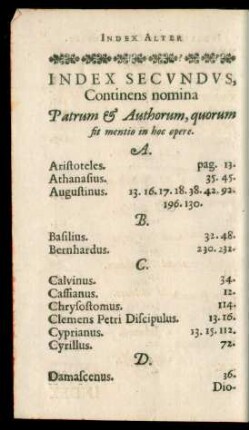 INDEX ALTER
INDEX SECVNDVS,
Continens nomina
Patrum & Authorum, quorum
fit mentio in hoc opere.
A.
Aristoteles. pag. 13.
Athanasius. 35. 45.
Augustinus. 13. 16. 17. 18. 38. 42. 92.
196. 130.
B.
Basilius. 32. 48.
Bernhardus. 230. 231.
C.
Calvinus. 34.
Cassianus. 12.
Chrysostomus. 114.
Clemens Petri Discipulus. 13. 16.
Cyprianus. 13. 15. 112.
Cyrillus. 72.
D.
Damascenus. 36.
Dio-